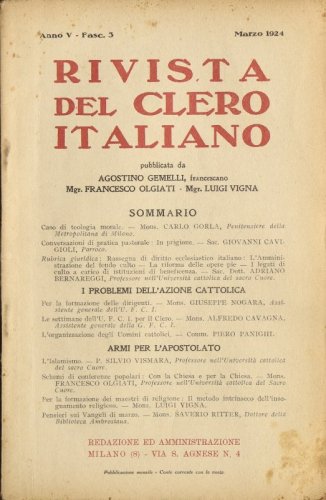 Anno V - Fasc. 3 Marzo 1924
RIVISTA
DEL CLERO
ITALIANO
pubblicata da
AGOSTINO GEMELLI, francescano
Mgr. FRANCESCO OLGIATI - Mgr. LUIGI VIGNA
SOMMARIO
Caso di teologia morale. — Mons. CARLO GORLA, Penitenziere della
Metropolitana di Milano.
Conversazioni di pratica pastorale: In prigione. — Sac. GIOVANNI CAVI-
GIOLI, Parroco.
Rubrica giuridica: Rassegna di diritto ecclesiastico italiano: L'Ammini-
strazione del fondo culto — La riforma delle opere pie — I legati di
culto a carico di istituzioni di beneficenza. — Sac. Dott. ADRIANO
BERNAREGGI, Professore nell'Università cattolica del sacro Cuore.
I PROBLEMI DELL'AZIONE CATTOLICA
Per la formazione delle dirigenti. — Mons. GIUSEPPE NOGARA, Assi-
stente generale dell'U. F. C. I.
Le settimane dell'U. C. I. per il Clero. — Mons. ALFREDO CAVAGNA,
Assistente generale della G. F. C. I.
L'organizzazione degli Uomini cattolici. — Comm. PIERO PANIGHI.
ARMI PER L'APOSTOLATO
L'Islamismo. — P. SILVIO VISMARA, Professore nell'Università cattolica
del sacro Cuore.
Schemi di conferenze popolari: Con la Chiesa e per la Chiesa. — Mons.
FRANCESCO OLGIATI, Professore nell'Università cattolica del Sacro
Cuore.
Per la formazione dei maestri di religione: Il metodo intrinseco dell'inse-
gnamento religioso. — Mons. LUIGI VIGNA.
Pensieri sui Vangeli di marzo. — Mons. SAVERIO RITTER, Dottore della
Biblioteca Ambrosiana.
REDAZIONE ED AMMINISTRAZIONE
MILANO (8) - VIA S. AGNESE N. 4
Pubblicazione mensile - Conto corrente con la posta.